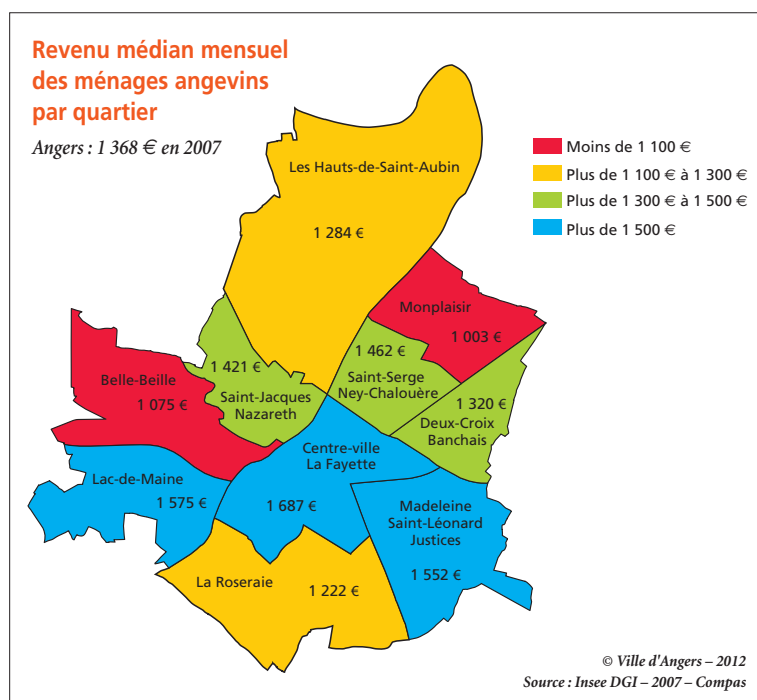 Revenu médian mensuel
des ménages angevins
par quartier
Angers : 1 368 € en 2007
Moins de 1 100 €
Plus de 1 100 € à 1 300 €
Plus de 1 300 € à 1 500 €
Plus de 1 500 €
Les Hauts-de-Saint-Aubin
1 284 €
Monplaisir
1 003 €
1 462 €
Saint-Serge
Ney-Chalouère
1 421 €
Saint-Jacques
Nazareth
Belle-Beille
1 075 €
1 320 €
Deux-Croix
Banchais
Centre-ville
La Fayette
1 687 €
Lac-de-Maine
1 575 €
Madeleine
Saint-Léonard
Justices
1 552 €
La Roseraie
1 222 €
© Ville d'Angers – 2012
Source : Insee DGI – 2007 – Compas